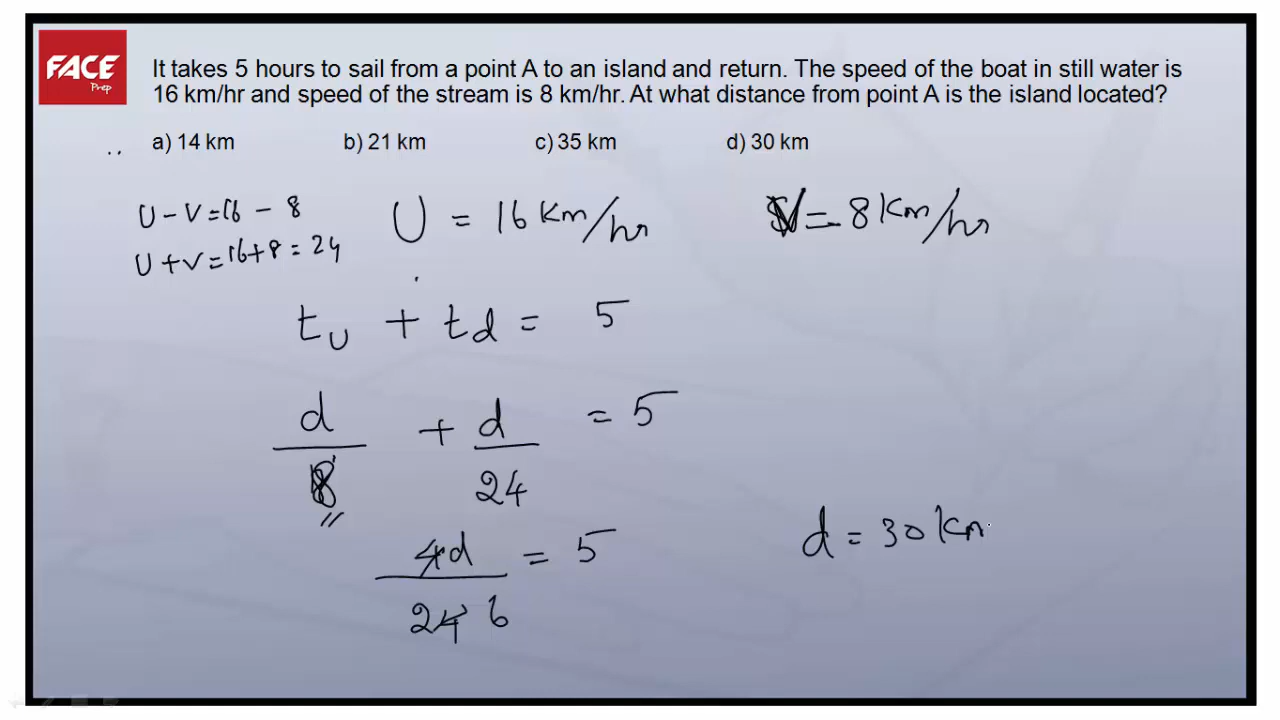 FACE
Prep
It takes 5 hours to sail from a point A to an island and return. The speed of the boat in still water is
16 km/hr and speed of the stream is 8 km/hr. At what distance from point A is the island located?
a) 14 km b) 21 km c) 35 km d) 30 km
U - V = 16 - 8
U + V = 16 + 8 = 24
U = 16 Km/hr V = 8 Km/hr
tU + td = 5
d/8 + d/24 = 5
4d/24 6 = 5
d = 30 km